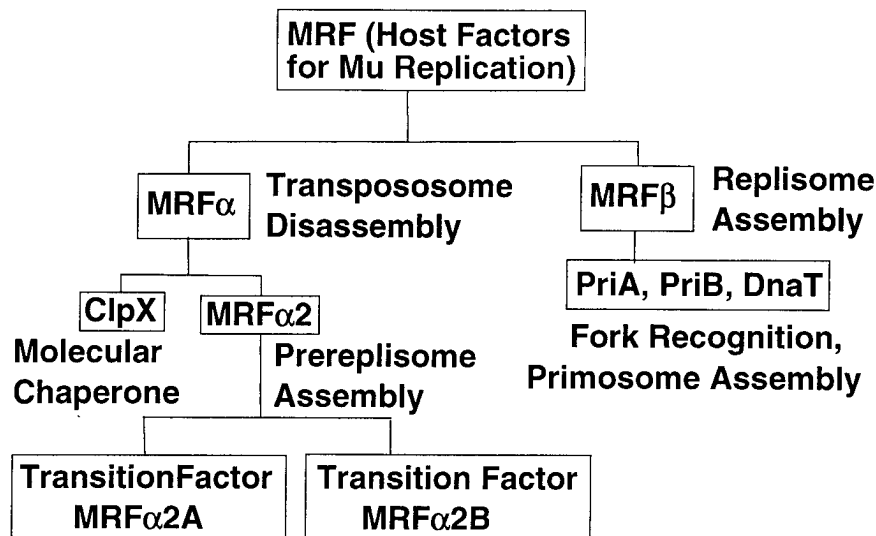 MRF (Host Factors
for Mu Replication)
MRFα
Transpososome
Disassembly
MRFβ
Replisome
Assembly
ClpX
MRFα2
PriA, PriB, DnaT
Molecular
Chaperone
Prereplisome
Assembly
Fork Recognition,
Primosome Assembly
TransitionFactor
MRFα2A
Transition Factor
MRFα2B